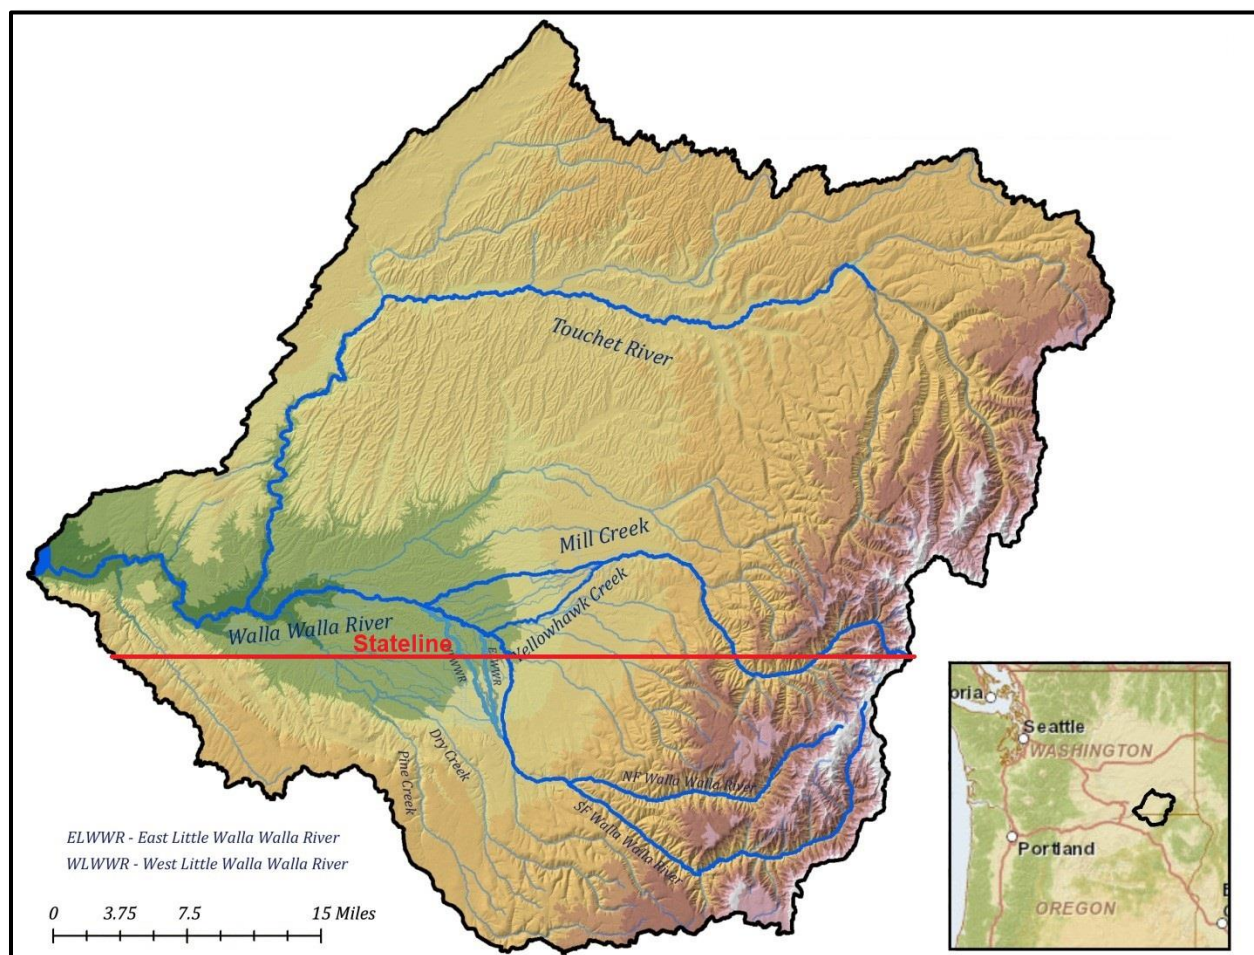 Touchet River
Mill Creek
Yellowhawk Creek
Walla Walla River
Stateline
WLWWR
ELWWR
Dry Creek
Pine Creek
NF Walla Walla River
SF Walla Walla River
ELWWR - East Little Walla Walla River
WLWWR - West Little Walla Walla River
0 3.75 7.5 15 Miles
oria
Seattle
WASHINGTON
Portland
OREGON